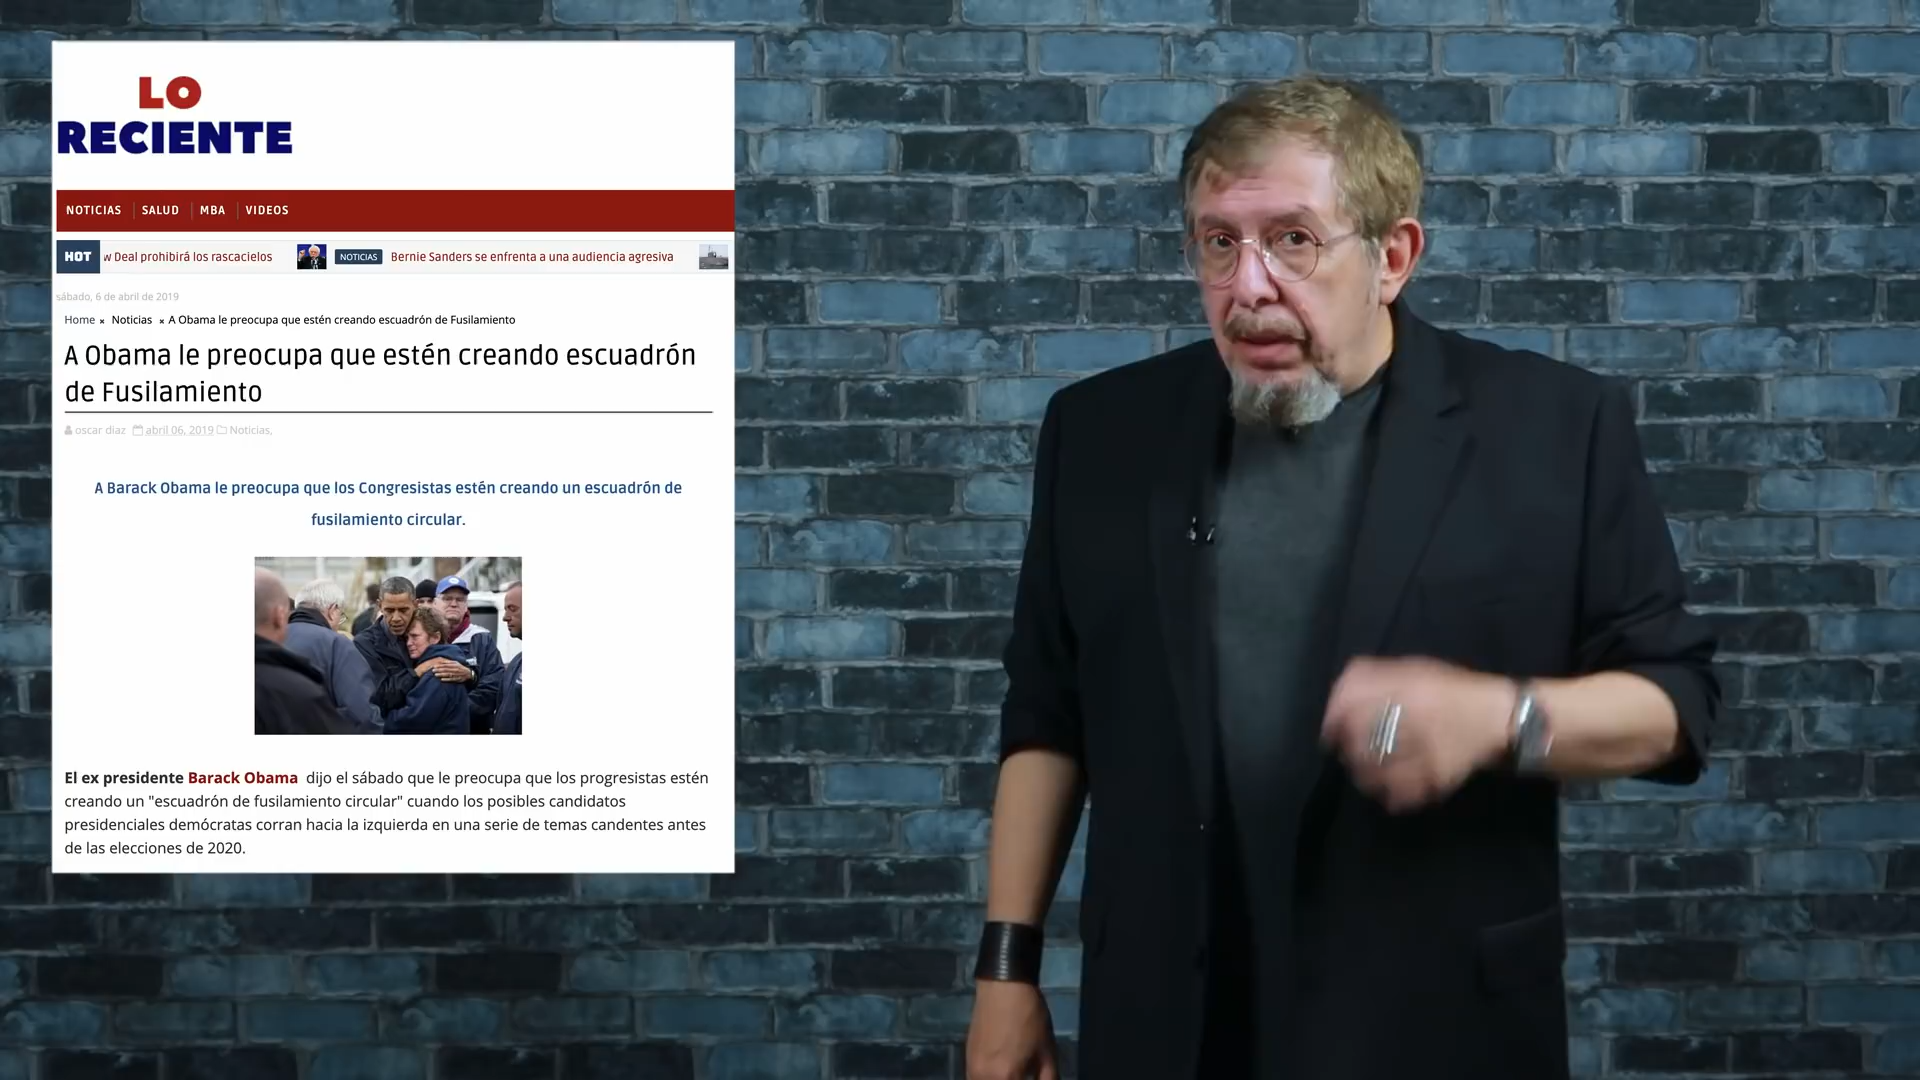 LO
RECIENTE
NOTICIAS SALUD MBA VIDEOS
HOT w Deal prohibirá los rascacielos NOTICIAS Bernie Sanders se enfrenta a una audiencia agresiva
sábado, 6 de abril de 2019
Home × Noticias × A Obama le preocupa que estén creando escuadrón de Fusilamiento
A Obama le preocupa que estén creando escuadrón
de Fusilamiento
oscar diaz abril 06, 2019 Noticias,
A Barack Obama le preocupa que los Congresistas estén creando un escuadrón de
fusilamiento circular.
El ex presidente Barack Obama dijo el sábado que le preocupa que los progresistas estén
creando un "escuadrón de fusilamiento circular" cuando los posibles candidatos
presidenciales demócratas corran hacia la izquierda en una serie de temas candentes antes
de las elecciones de 2020.